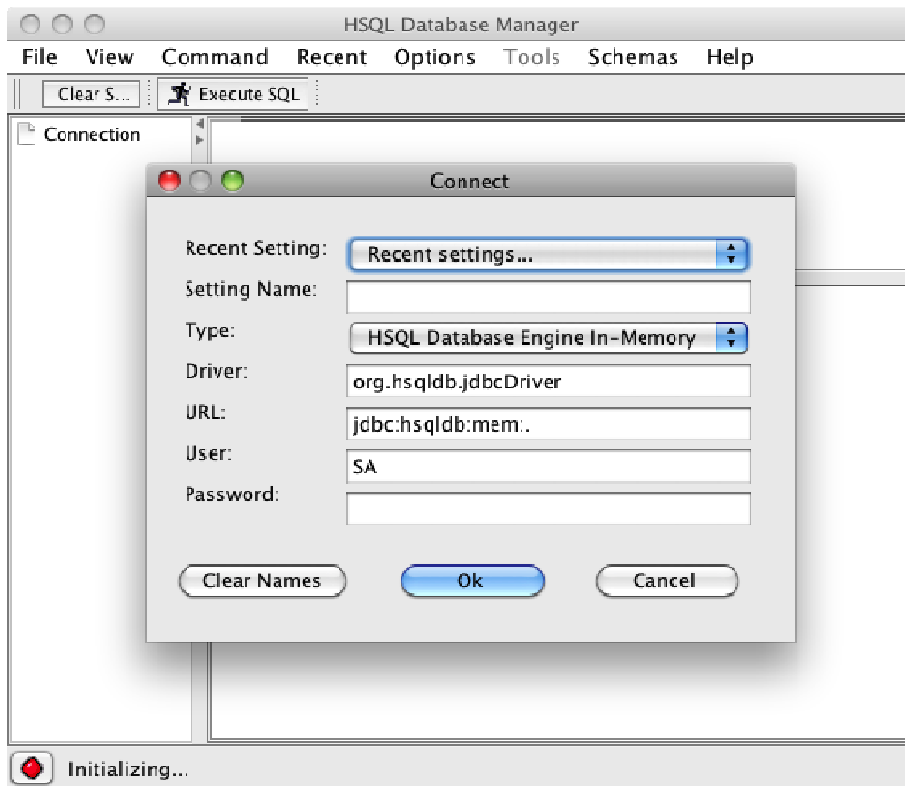 HSQL Database Manager
File View Command Recent Options Tools Schemas Help
Clear S... Execute SQL
Connection
Connect
Recent Setting: Recent settings...
Setting Name:
Type: HSQL Database Engine In-Memory
Driver: org.hsqldb.jdbcDriver
URL: jdbc:hsqldb:mem:.
User: SA
Password:
Clear Names Ok Cancel
Initializing...